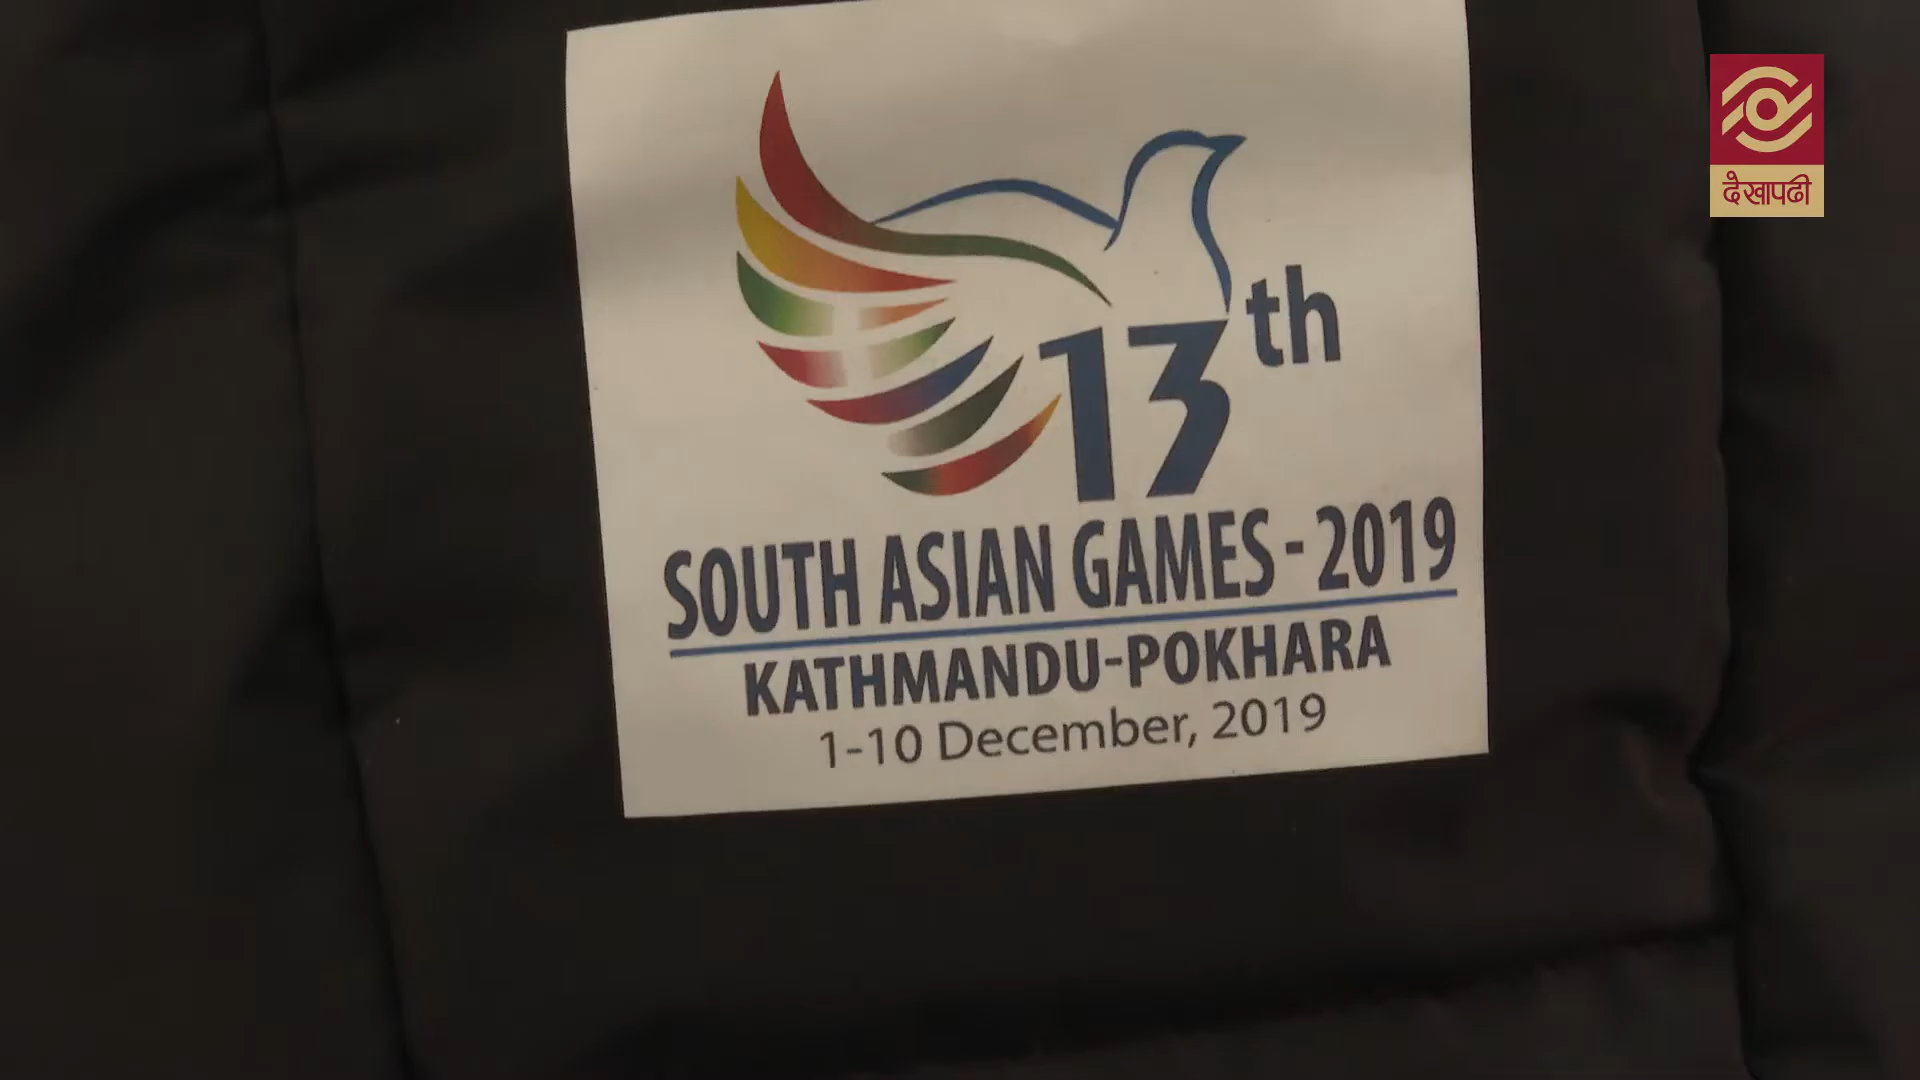 13th
SOUTH ASIAN GAMES - 2019
KATHMANDU-POKHARA
1-10 December, 2019
देखापढी